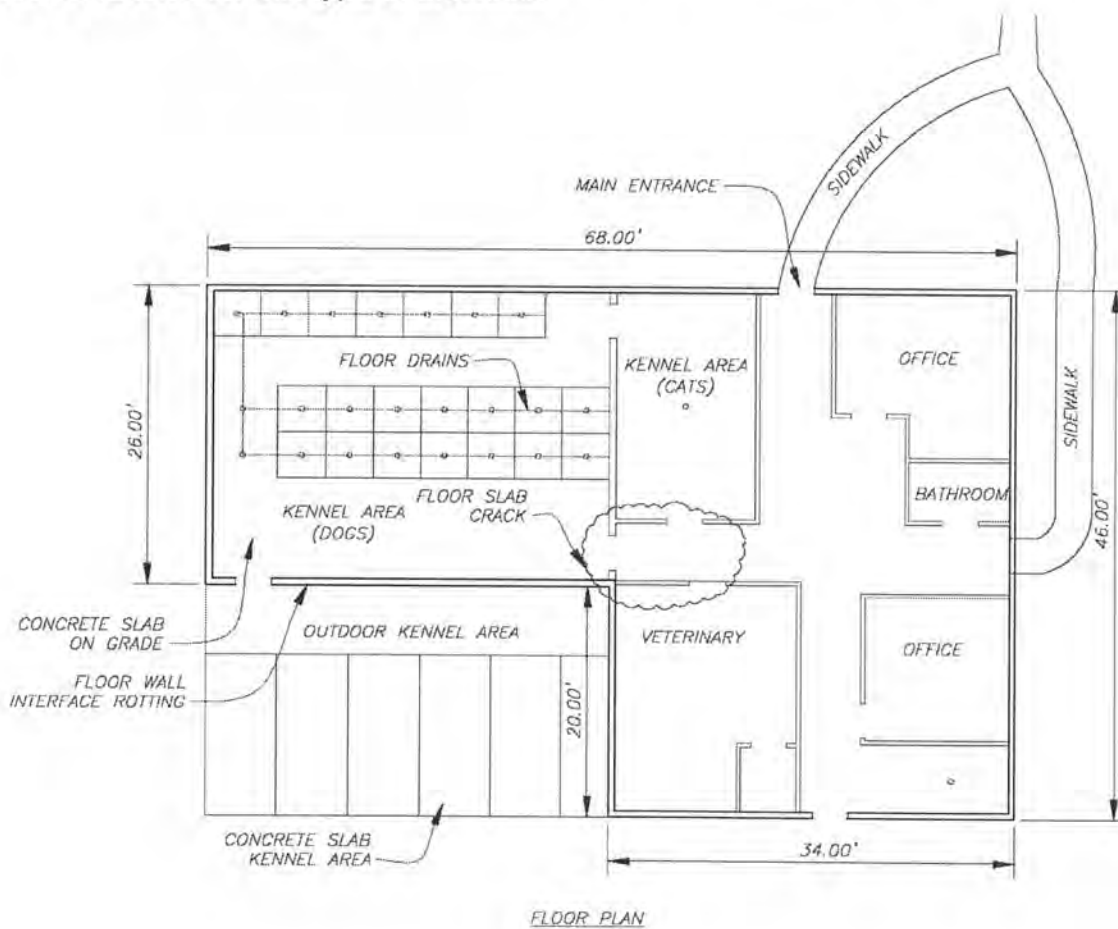 MAIN ENTRANCE
SIDEWALK
68.00'
FLOOR DRAINS
KENNEL AREA
(CATS)
OFFICE
SIDEWALK
26.00'
FLOOR SLAB
CRACK
KENNEL AREA
(DOGS)
BATHROOM
46.00'
CONCRETE SLAB
ON GRADE
OUTDOOR KENNEL AREA
VETERINARY
OFFICE
FLOOR WALL
INTERFACE ROTTING
20.00'
CONCRETE SLAB
KENNEL AREA
34.00'
FLOOR PLAN